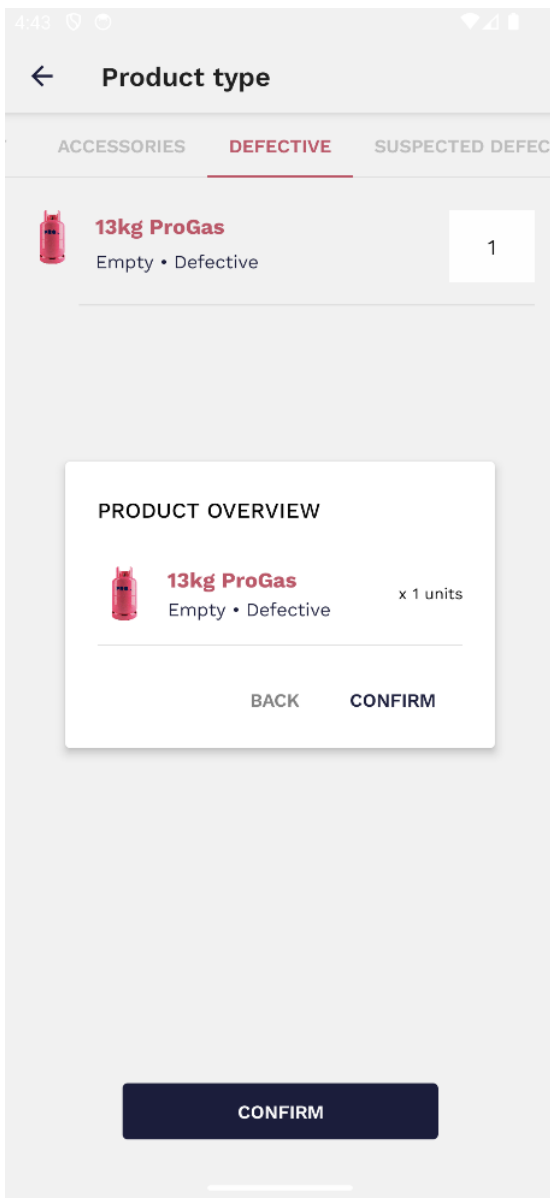 4:43
Product type
ACCESSORIES DEFECTIVE SUSPECTED DEFEC
13kg ProGas
Empty • Defective
1
PRODUCT OVERVIEW
13kg ProGas
Empty • Defective
x 1 units
BACK CONFIRM
CONFIRM